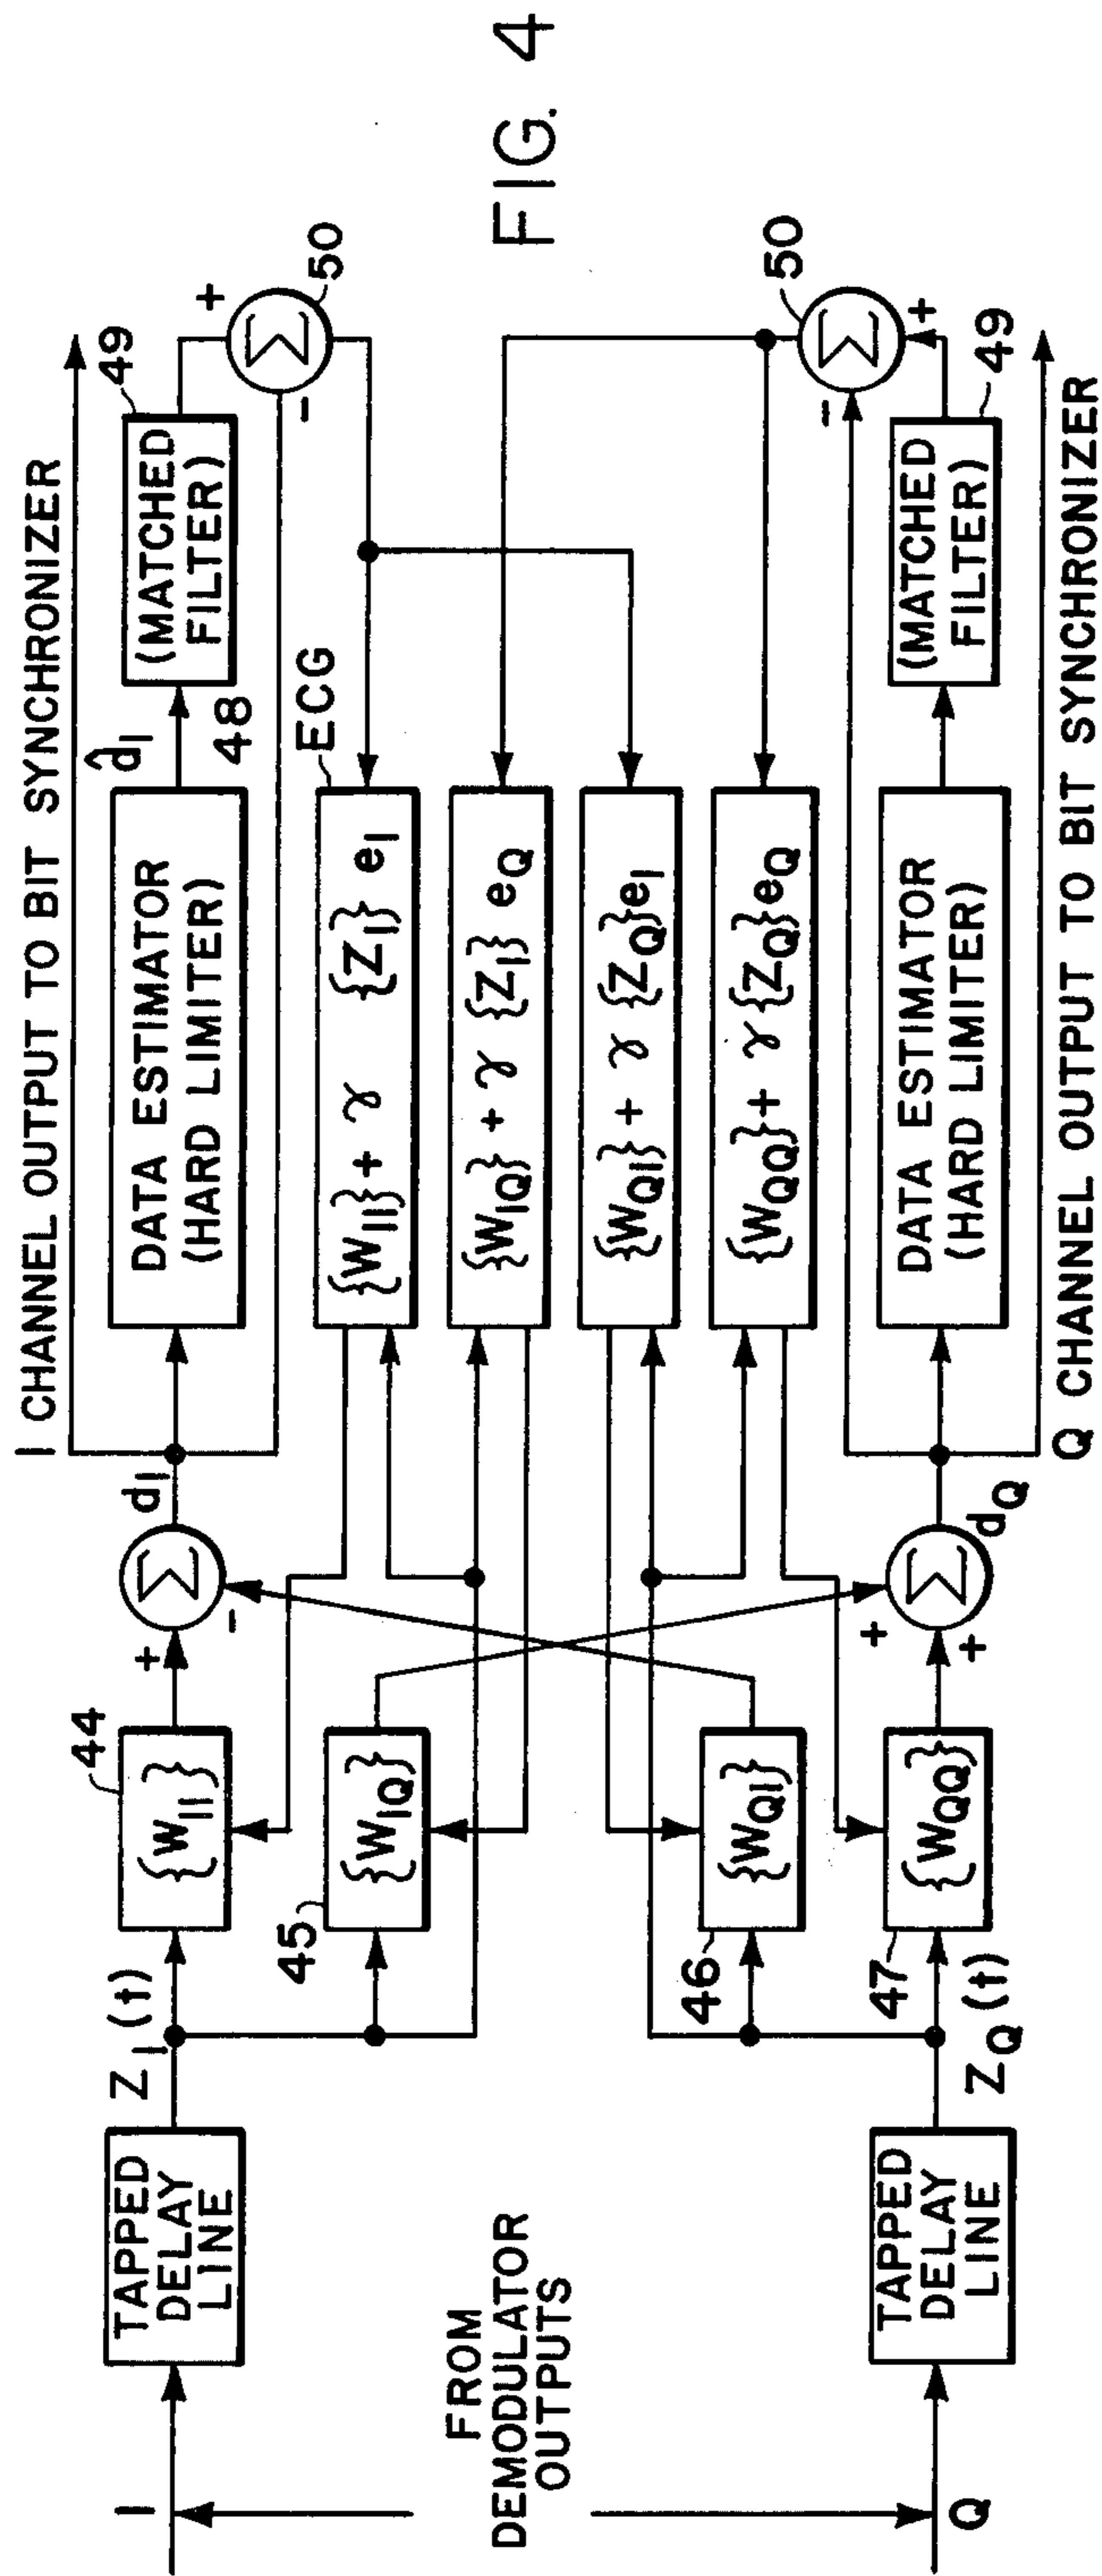 I CHANNEL OUTPUT TO BIT SYNCHRONIZER
I
TAPPED
DELAY
LINE
Z_I (t)
44
{W_II}
+
-
Σ
d_I
DATA ESTIMATOR
(HARD LIMITER)
d̂_I
48
(MATCHED
FILTER)
49
+
-
Σ
50
45
{W_IQ}
ECG
{W_II} + γ {Z_I} e_I
{W_IQ} + γ {Z_I} e_Q
{W_QI} + γ {Z_Q} e_I
{W_QQ} + γ {Z_Q} e_Q
FROM
DEMODULATOR
OUTPUTS
FIG. 4
46
{W_QI}
Q
TAPPED
DELAY
LINE
Z_Q (t)
47
{W_QQ}
+
+
Σ
d_Q
DATA ESTIMATOR
(HARD LIMITER)
(MATCHED
FILTER)
49
-
+
Σ
50
Q CHANNEL OUTPUT TO BIT SYNCHRONIZER